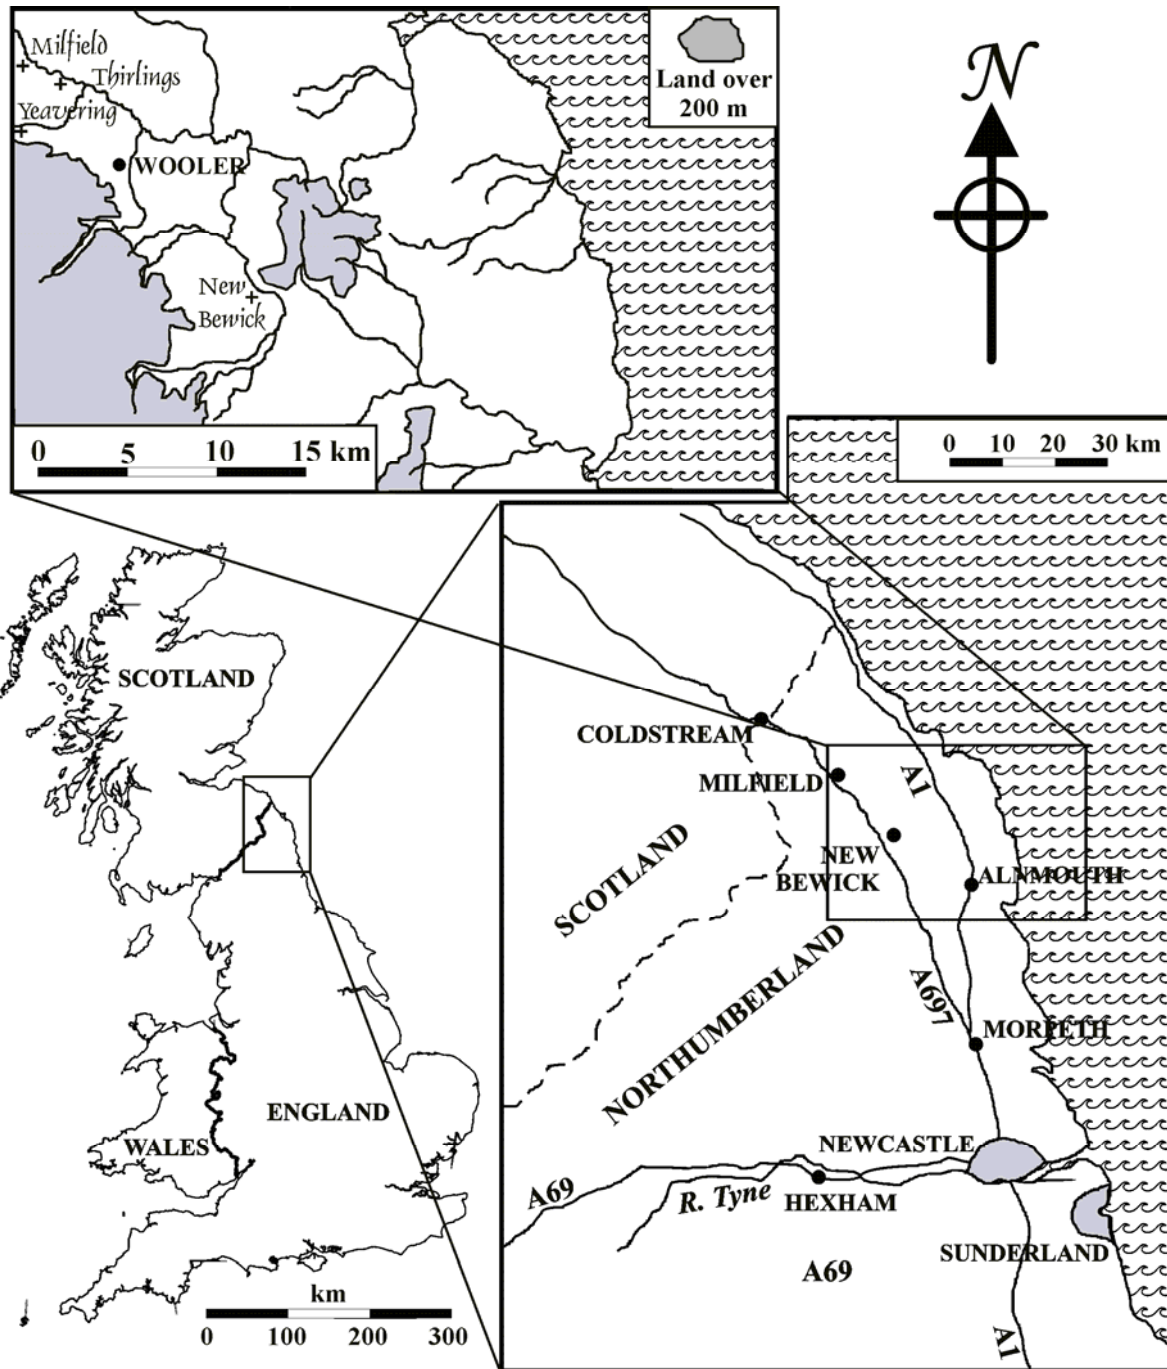 Milfield
Thirlings
Yeavering
WOOLER
New
Bewick
Land over
200 m
0 5 10 15 km
N
0 10 20 30 km
SCOTLAND
ENGLAND
WALES
km
0 100 200 300
COLDSTREAM
MILFIELD
A1
NEW
BEWICK
ALNMOUTH
SCOTLAND
NORTHUMBERLAND
A697
MORPETH
NEWCASTLE
A69
R. Tyne
HEXHAM
SUNDERLAND
A69
A1